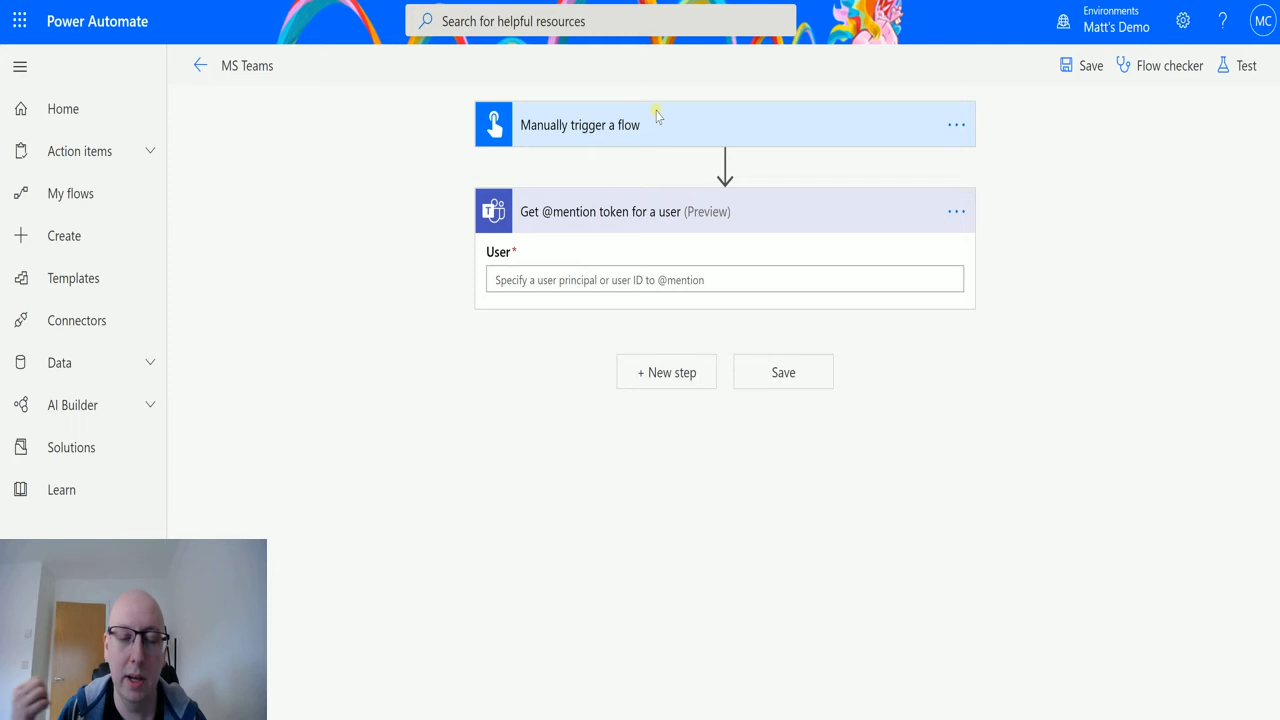 Power Automate
Search for helpful resources
Environments
Matt's Demo
?
MC
MS Teams
Save
Flow checker
Test
Home
Action items
My flows
Create
Templates
Connectors
Data
AI Builder
Solutions
Learn
Manually trigger a flow
...
T
Get @mention token for a user (Preview)
...
User*
Specify a user principal or user ID to @mention
+ New step
Save